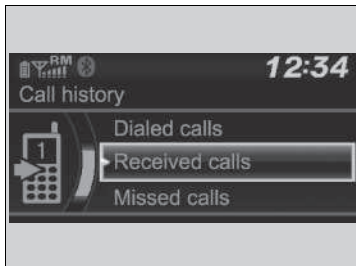 RM 12:34
Call history
1
Dialed calls
Received calls
Missed calls